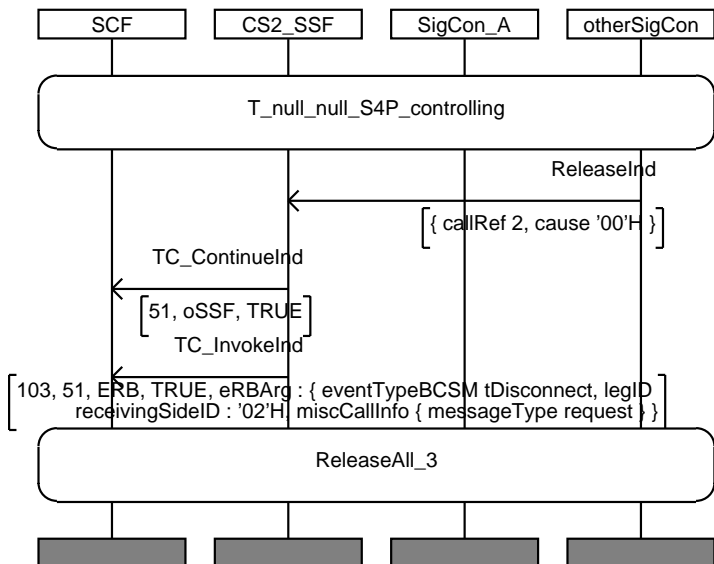 SCF CS2_SSF SigCon_A otherSigCon
T_null_null_S4P_controlling
ReleaseInd
{ callRef 2, cause '00'H }
TC_ContinueInd
51, oSSF, TRUE
TC_InvokeInd
103, 51, ERB, TRUE, eRBArg : { eventTypeBCSM tDisconnect, legID
receivingSideID : '02'H, miscCallInfo { messageType request } }
ReleaseAll_3